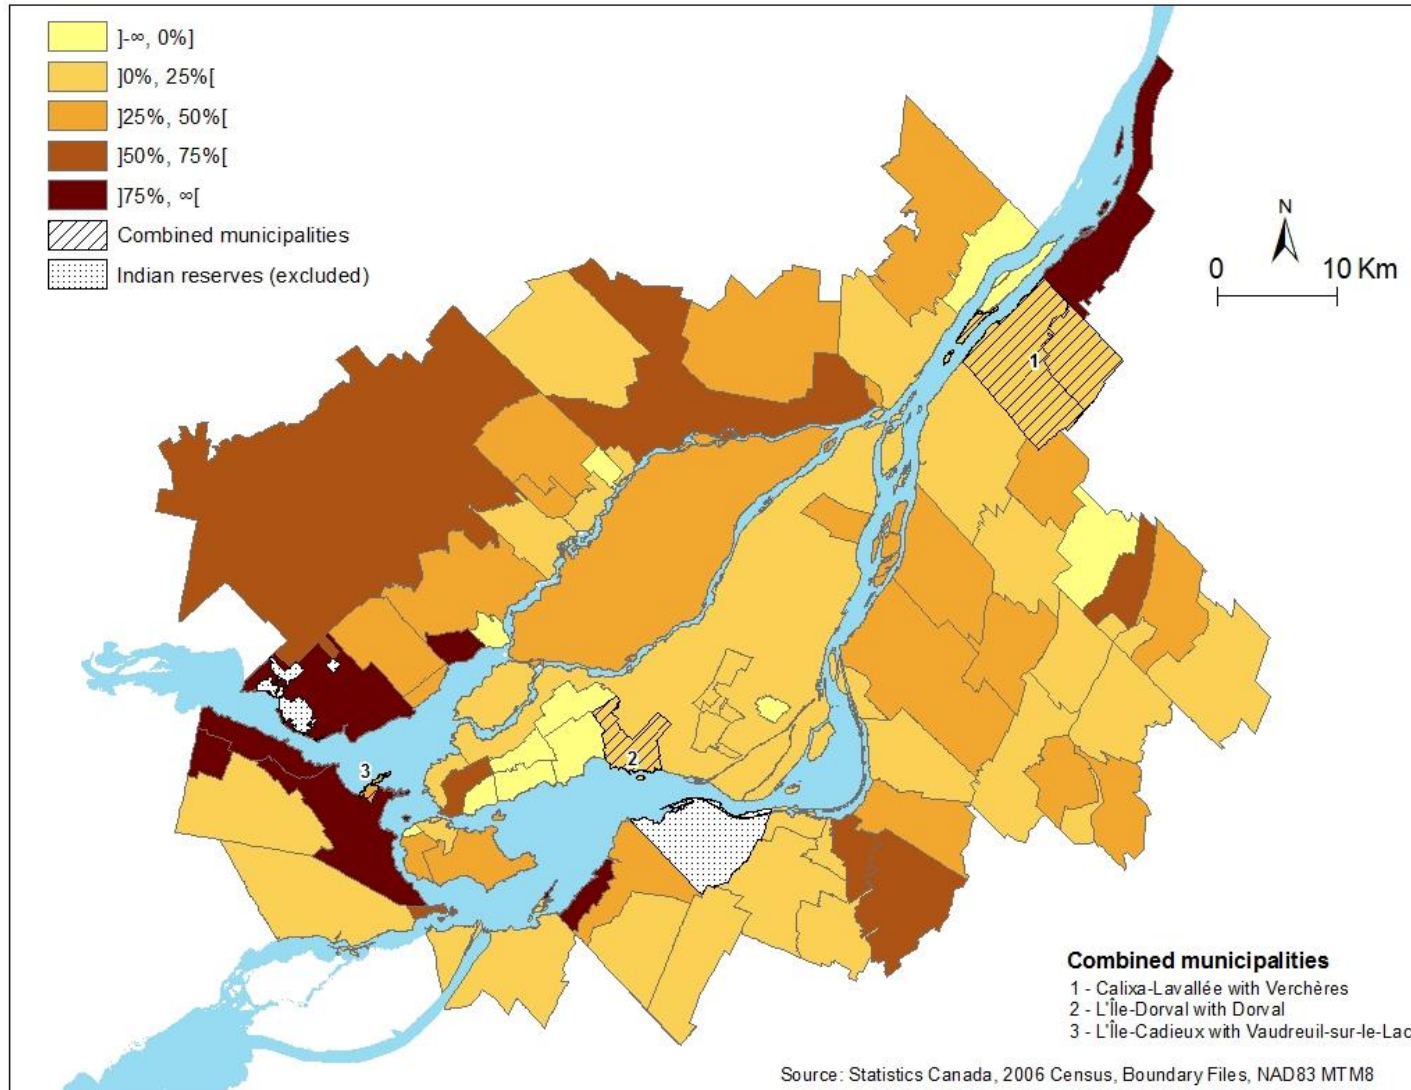 ]-∞, 0%]
]0%, 25%[
]25%, 50%[
]50%, 75%[
]75%, ∞[
Combined municipalities
Indian reserves (excluded)
N
0 10 Km
1
2
3
Combined municipalities
1 - Calixa-Lavallée with Verchères
2 - L'Île-Dorval with Dorval
3 - L'Île-Cadieux with Vaudreuil-sur-le-Lac
Source: Statistics Canada, 2006 Census, Boundary Files, NAD83 MTM8